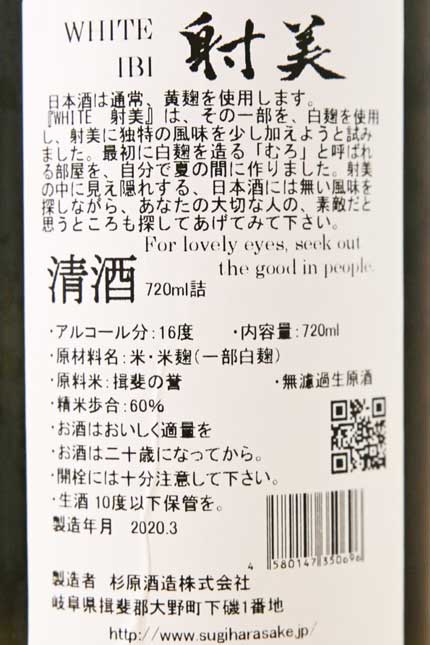 WHITE
IBI
射美
日本酒は通常、黄麹を使用します。
『WHITE 射美』は、その一部を、白麹を使用
し、射美に独特の風味を少し加えようと試み
ました。最初に白麹を造る「むろ」と呼ばれ
る部屋を、自分で夏の間に作りました。射美
の中に見え隠れする、日本酒には無い風味を
探しながら、あなたの大切な人の、素敵だと
思うところも探してあげてみて下さい。
For lovely eyes, seek out
the good in people.
清酒 720ml詰
・アルコール分：16度 ・内容量：720ml
・原材料名：米・米麹（一部白麹）
・原料米：揖斐の誉 ・無濾過生原酒
・精米歩合：60%
・お酒はおいしく適量を
・お酒は二十歳になってから。
・開栓には十分注意して下さい。
・生酒 10度以下保管を。
製造年月 2020.3
4 580147 350696
製造者 杉原酒造株式会社
岐阜県揖斐郡大野町下磯1番地
http://www.sugiharasake.jp/